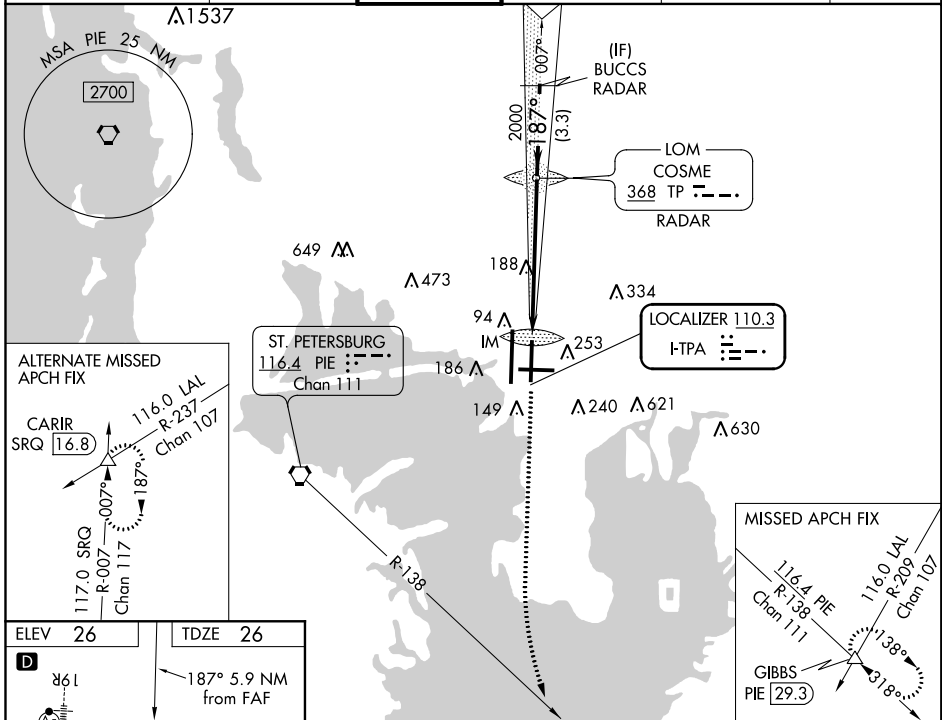 1537
MSA PIE 25 NM
2700
007°
(IF)
BUCCS
RADAR
2000
187°
(3.3)
LOM
COSME
368 TP
RADAR
649
473
188
334
94
IM
253
LOCALIZER 110.3
I-TPA
ST. PETERSBURG
116.4 PIE
Chan 111
186
149
240
621
630
ALTERNATE MISSED
APCH FIX
CARIR
SRQ 16.8
116.0 LAL
R-237
Chan 107
007°
187°
117.0 SRQ
R-007
Chan 117
R-138
MISSED APCH FIX
116.4 PIE
R-138
Chan 111
116.0 LAL
R-209
Chan 107
138°
318°
GIBBS
PIE 29.3
ELEV 26
TDZE 26
D
19R
187° 5.9 NM
from FAF